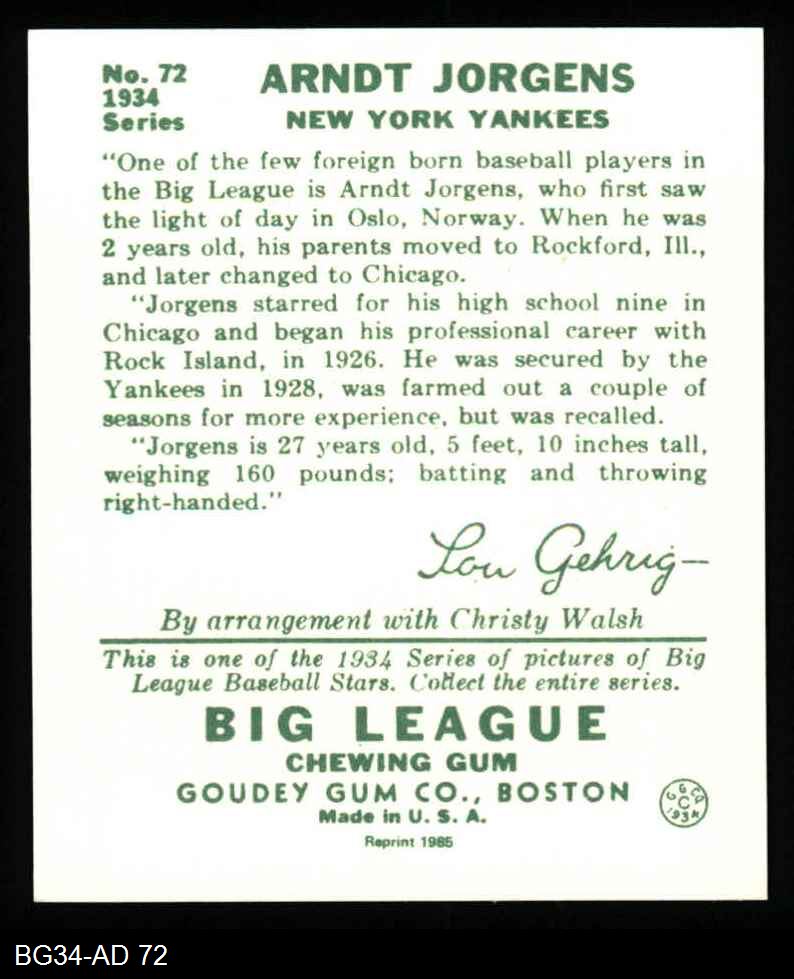 No. 72
1934
Series
ARNDT JORGENS
NEW YORK YANKEES
"One of the few foreign born baseball players in
the Big League is Arndt Jorgens, who first saw
the light of day in Oslo, Norway. When he was
2 years old, his parents moved to Rockford, Ill.,
and later changed to Chicago.
"Jorgens starred for his high school nine in
Chicago and began his professional career with
Rock Island, in 1926. He was secured by the
Yankees in 1928, was farmed out a couple of
seasons for more experience, but was recalled.
"Jorgens is 27 years old, 5 feet, 10 inches tall,
weighing 160 pounds; batting and throwing
right-handed."
Lou Gehrig—
By arrangement with Christy Walsh
This is one of the 1934 Series of pictures of Big
League Baseball Stars. Collect the entire series.
BIG LEAGUE
CHEWING GUM
GOUDEY GUM CO., BOSTON
Made in U. S. A.
Reprint 1985
G G CO
C
1934
BG34-AD 72